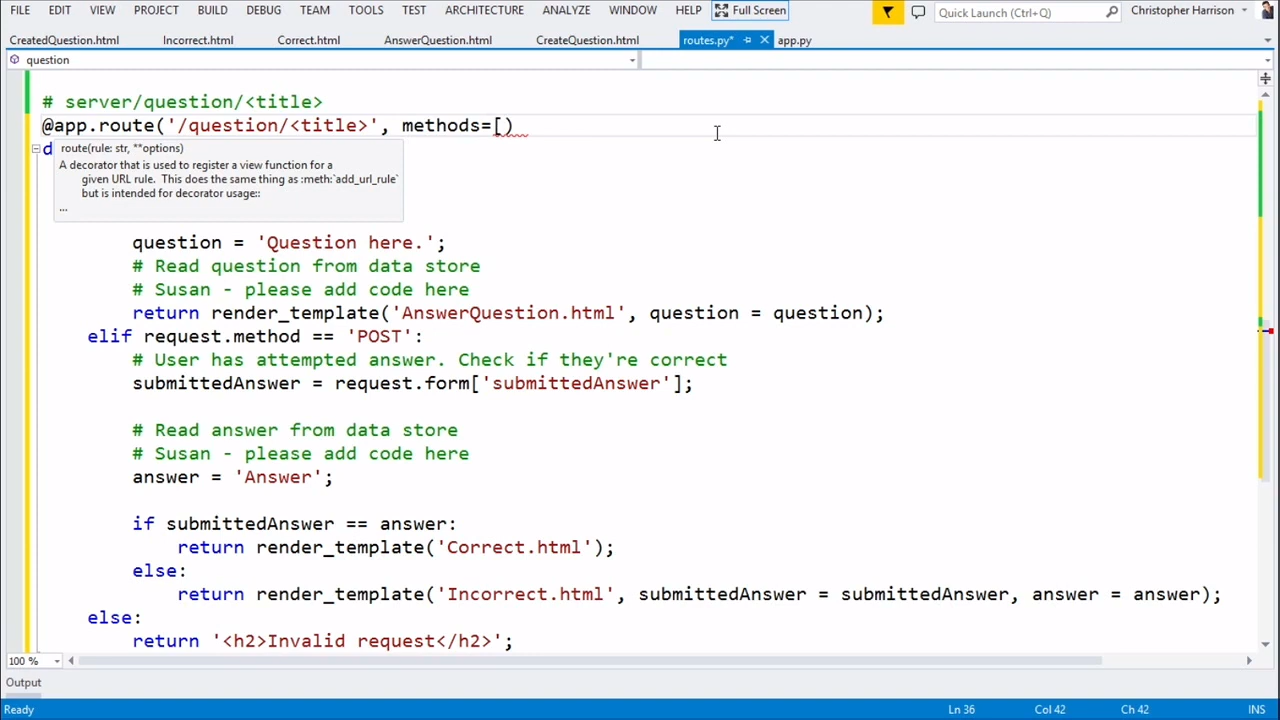 FILE EDIT VIEW PROJECT BUILD DEBUG TEAM TOOLS TEST ARCHITECTURE ANALYZE WINDOW HELP Full Screen Quick Launch (Ctrl+Q) Christopher Harrison
CreatedQuestion.html Incorrect.html Correct.html AnswerQuestion.html CreateQuestion.html routes.py* app.py
question
# server/question/<title>
@app.route('/question/<title>', methods=[)
d
route(rule: str, **options)
A decorator that is used to register a view function for a
given URL rule. This does the same thing as :meth:`add_url_rule`
but is intended for decorator usage::
...
question = 'Question here.';
# Read question from data store
# Susan - please add code here
return render_template('AnswerQuestion.html', question = question);
elif request.method == 'POST':
# User has attempted answer. Check if they're correct
submittedAnswer = request.form['submittedAnswer'];
# Read answer from data store
# Susan - please add code here
answer = 'Answer';
if submittedAnswer == answer:
return render_template('Correct.html');
else:
return render_template('Incorrect.html', submittedAnswer = submittedAnswer, answer = answer);
else:
return '<h2>Invalid request</h2>';
100 %
Output
Ready Ln 36 Col 42 Ch 42 INS